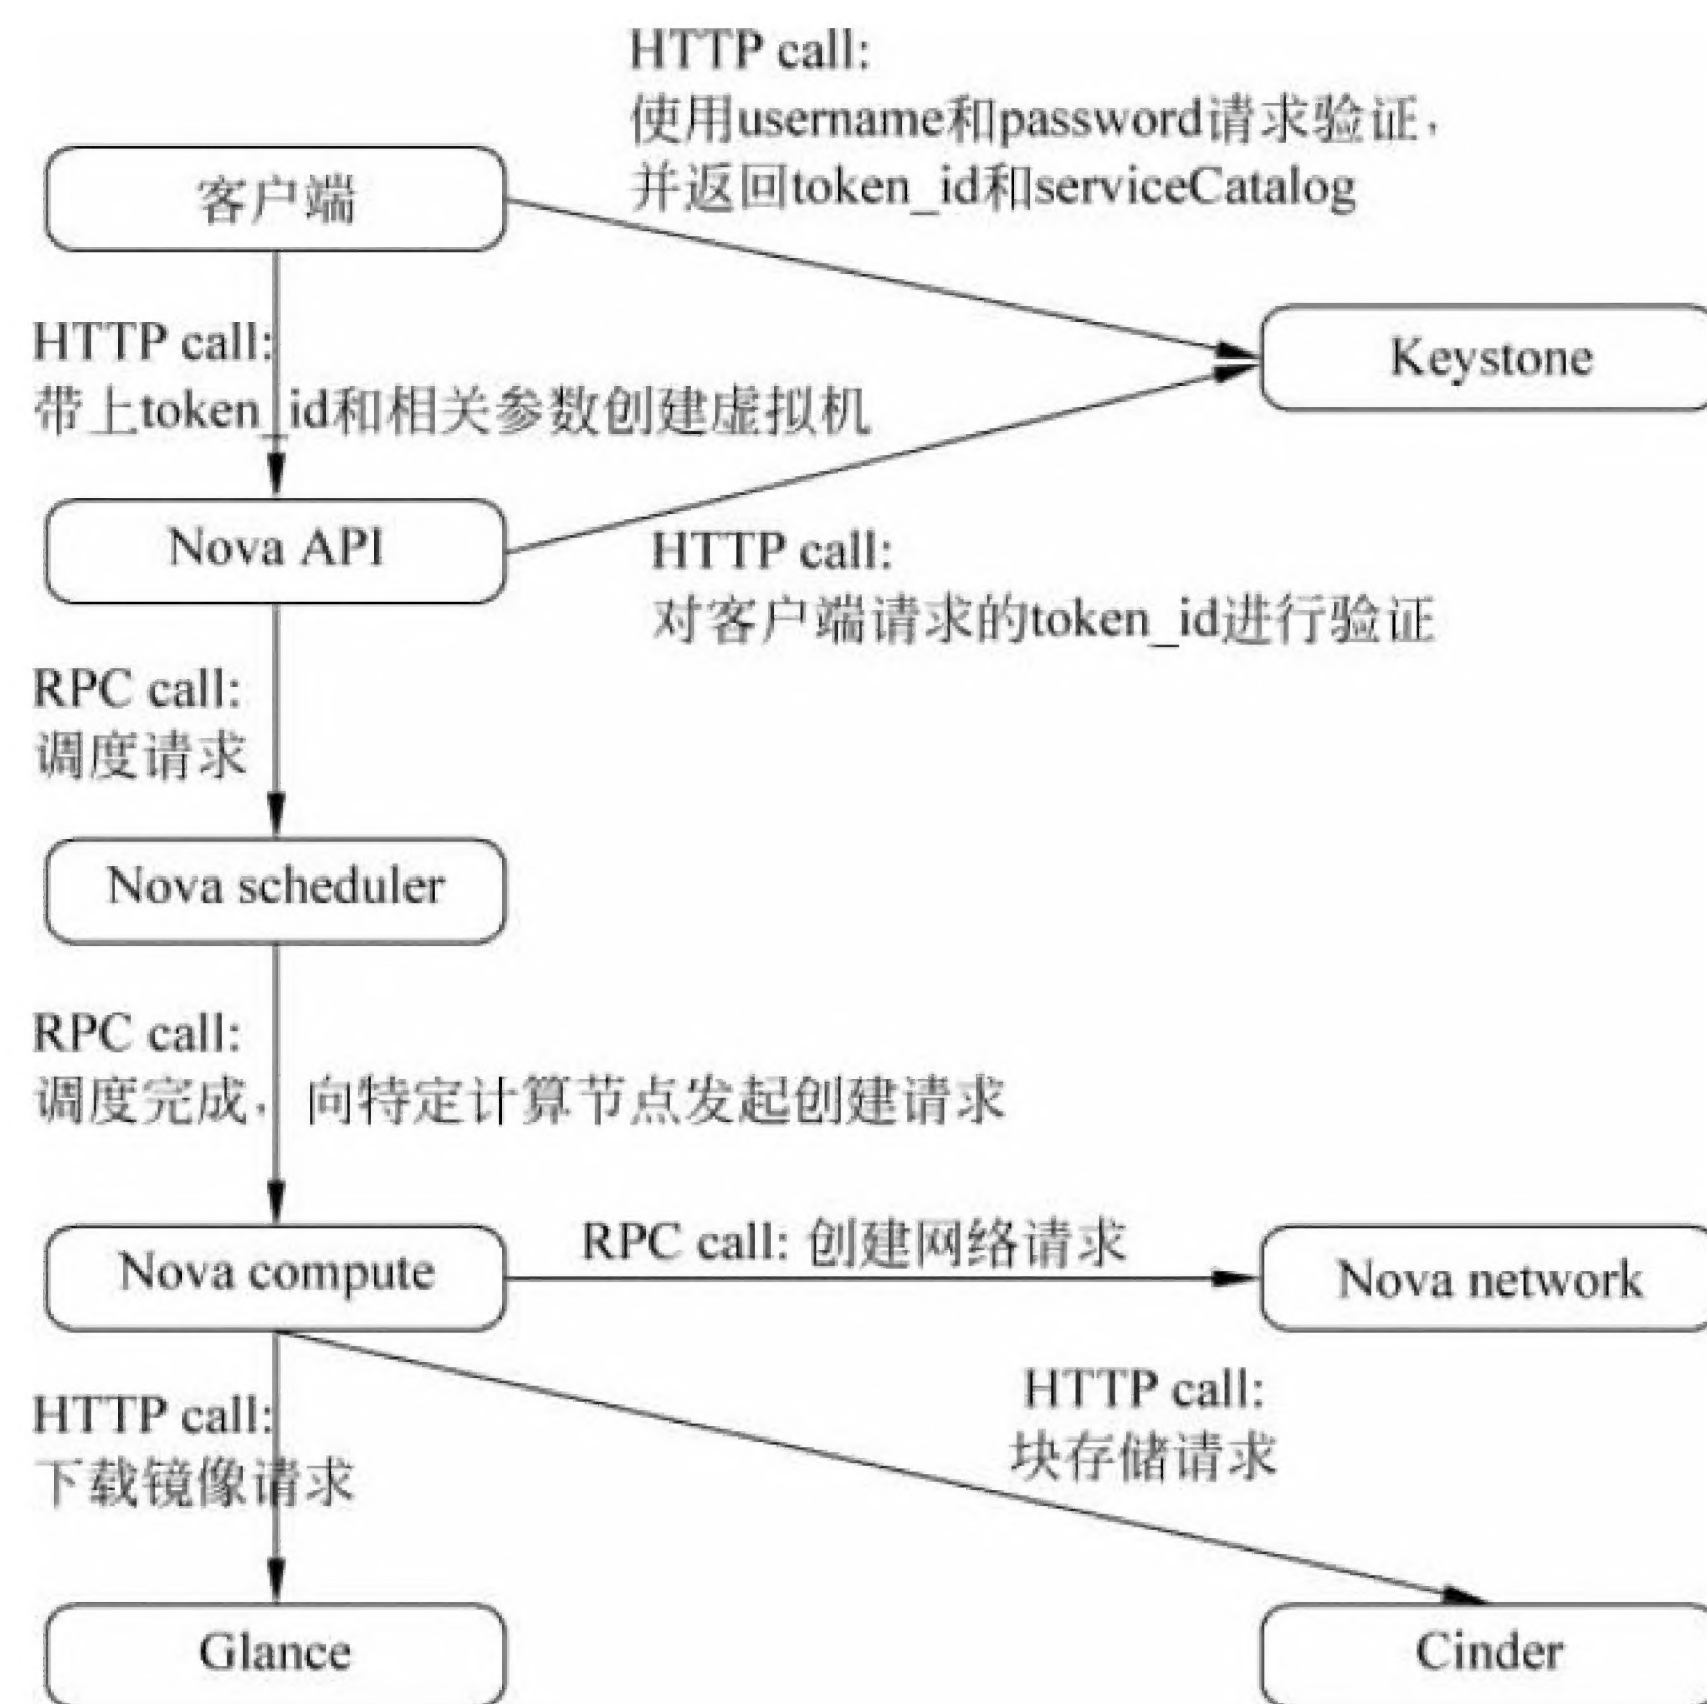 HTTP call:
使用username和password请求验证，
并返回token_id和serviceCatalog
客户端
Keystone
HTTP call:
带上token_id和相关参数创建虚拟机
Nova API
HTTP call:
对客户端请求的token_id进行验证
RPC call:
调度请求
Nova scheduler
RPC call:
调度完成，向特定计算节点发起创建请求
Nova compute
RPC call: 创建网络请求
Nova network
HTTP call:
下载镜像请求
HTTP call:
块存储请求
Glance
Cinder